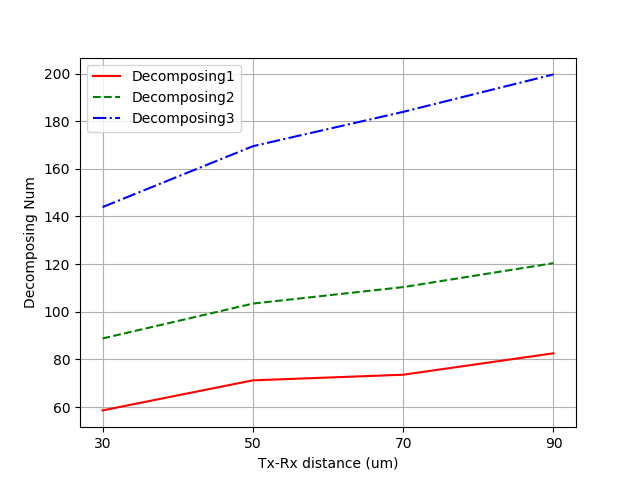 Decomposing1
Decomposing2
Decomposing3
200
180
160
140
120
100
80
60
Decomposing Num
30 50 70 90
Tx-Rx distance (um)